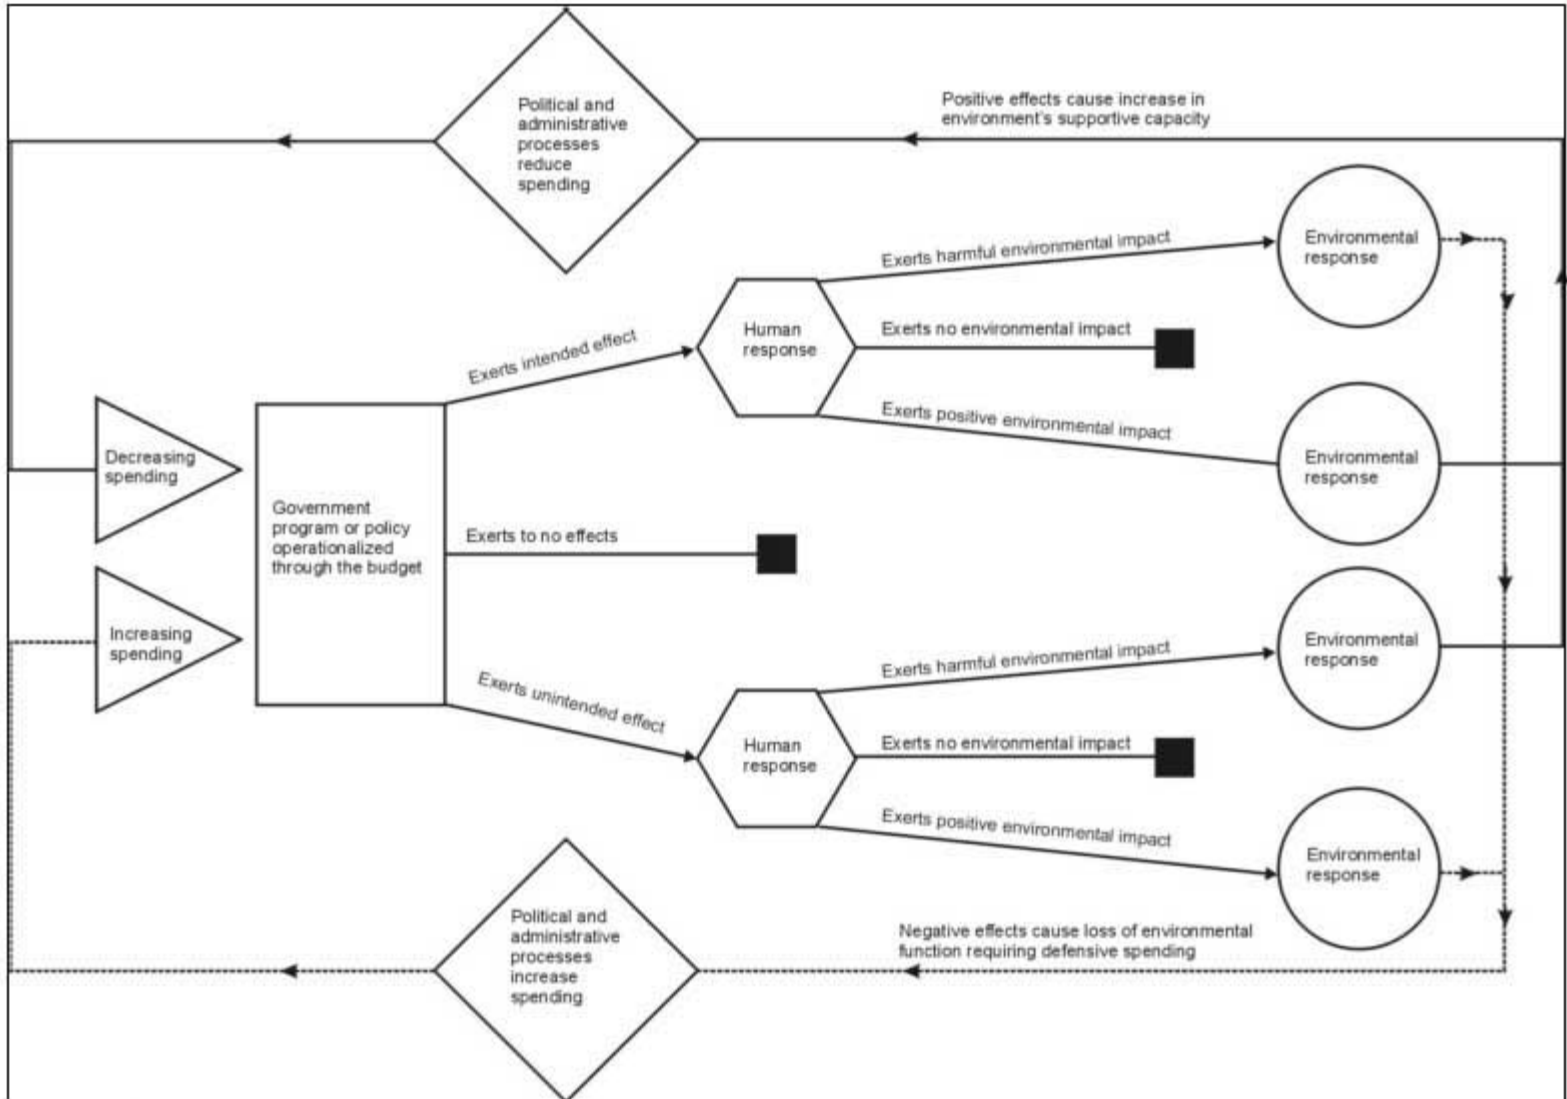 Political and
administrative
processes
reduce
spending
Positive effects cause increase in
environment's supportive capacity
Exerts harmful environmental impact
Environmental
response
Exerts intended effect
Human
response
Exerts no environmental impact
Exerts positive environmental impact
Environmental
response
Decreasing
spending
Government
program or policy
operationalized
through the budget
Exerts to no effects
Increasing
spending
Exerts unintended effect
Exerts harmful environmental impact
Environmental
response
Human
response
Exerts no environmental impact
Exerts positive environmental impact
Environmental
response
Political and
administrative
processes
increase
spending
Negative effects cause loss of environmental
function requiring defensive spending